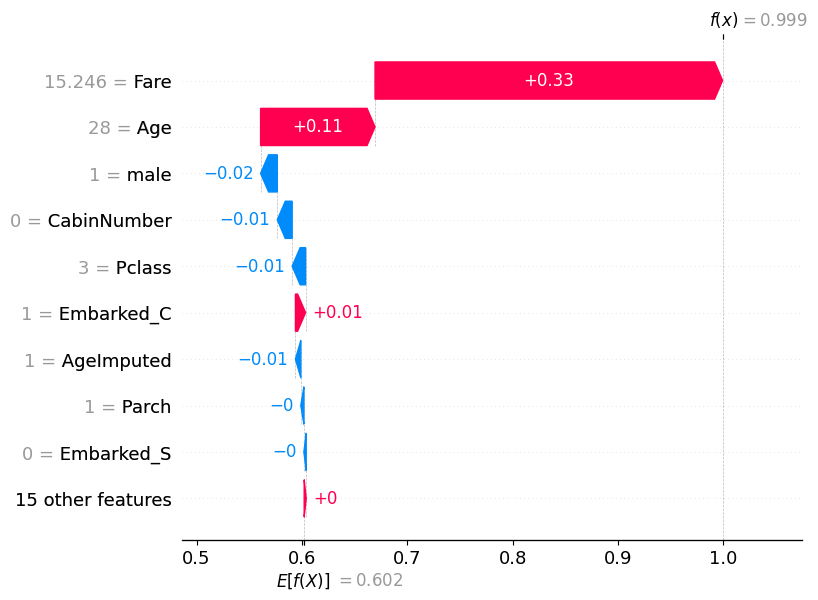 f(x) = 0.999
15.246 = Fare
+0.33
28 = Age
+0.11
1 = male
−0.02
0 = CabinNumber
−0.01
3 = Pclass
−0.01
1 = Embarked_C
+0.01
1 = AgeImputed
−0.01
1 = Parch
−0
0 = Embarked_S
−0
15 other features
+0
0.5 0.6 0.7 0.8 0.9 1.0
E[f(X)] = 0.602